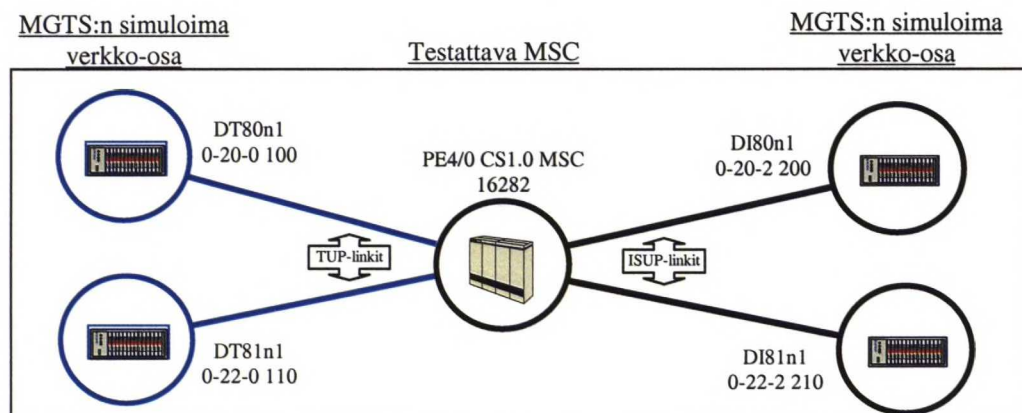 MGTS:n simuloima
verkko-osa
Testattava MSC
MGTS:n simuloima
verkko-osa
DT80n1
0-20-0 100
PE4/0 CS1.0 MSC
16282
DI80n1
0-20-2 200
TUP-linkit
ISUP-linkit
DT81n1
0-22-0 110
DI81n1
0-22-2 210